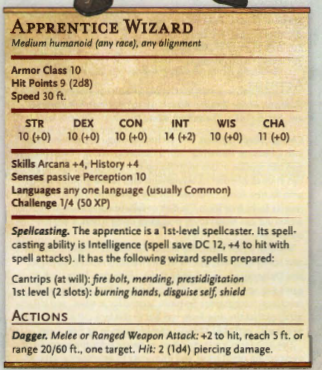 APPRENTICE WIZARD
Medium humanoid (any race), any alignment
Armor Class 10
Hit Points 9 (2d8)
Speed 30 ft.
STR DEX CON INT WIS CHA
10 (+0) 10 (+0) 10 (+0) 14 (+2) 10 (+0) 11 (+0)
Skills Arcana +4, History +4
Senses passive Perception 10
Languages any one language (usually Common)
Challenge 1/4 (50 XP)
Spellcasting. The apprentice is a 1st-level spellcaster. Its spell-
casting ability is Intelligence (spell save DC 12, +4 to hit with
spell attacks). It has the following wizard spells prepared:
Cantrips (at will): fire bolt, mending, prestidigitation
1st level (2 slots): burning hands, disguise self, shield
ACTIONS
Dagger. Melee or Ranged Weapon Attack: +2 to hit, reach 5 ft. or
range 20/60 ft., one target. Hit: 2 (1d4) piercing damage.